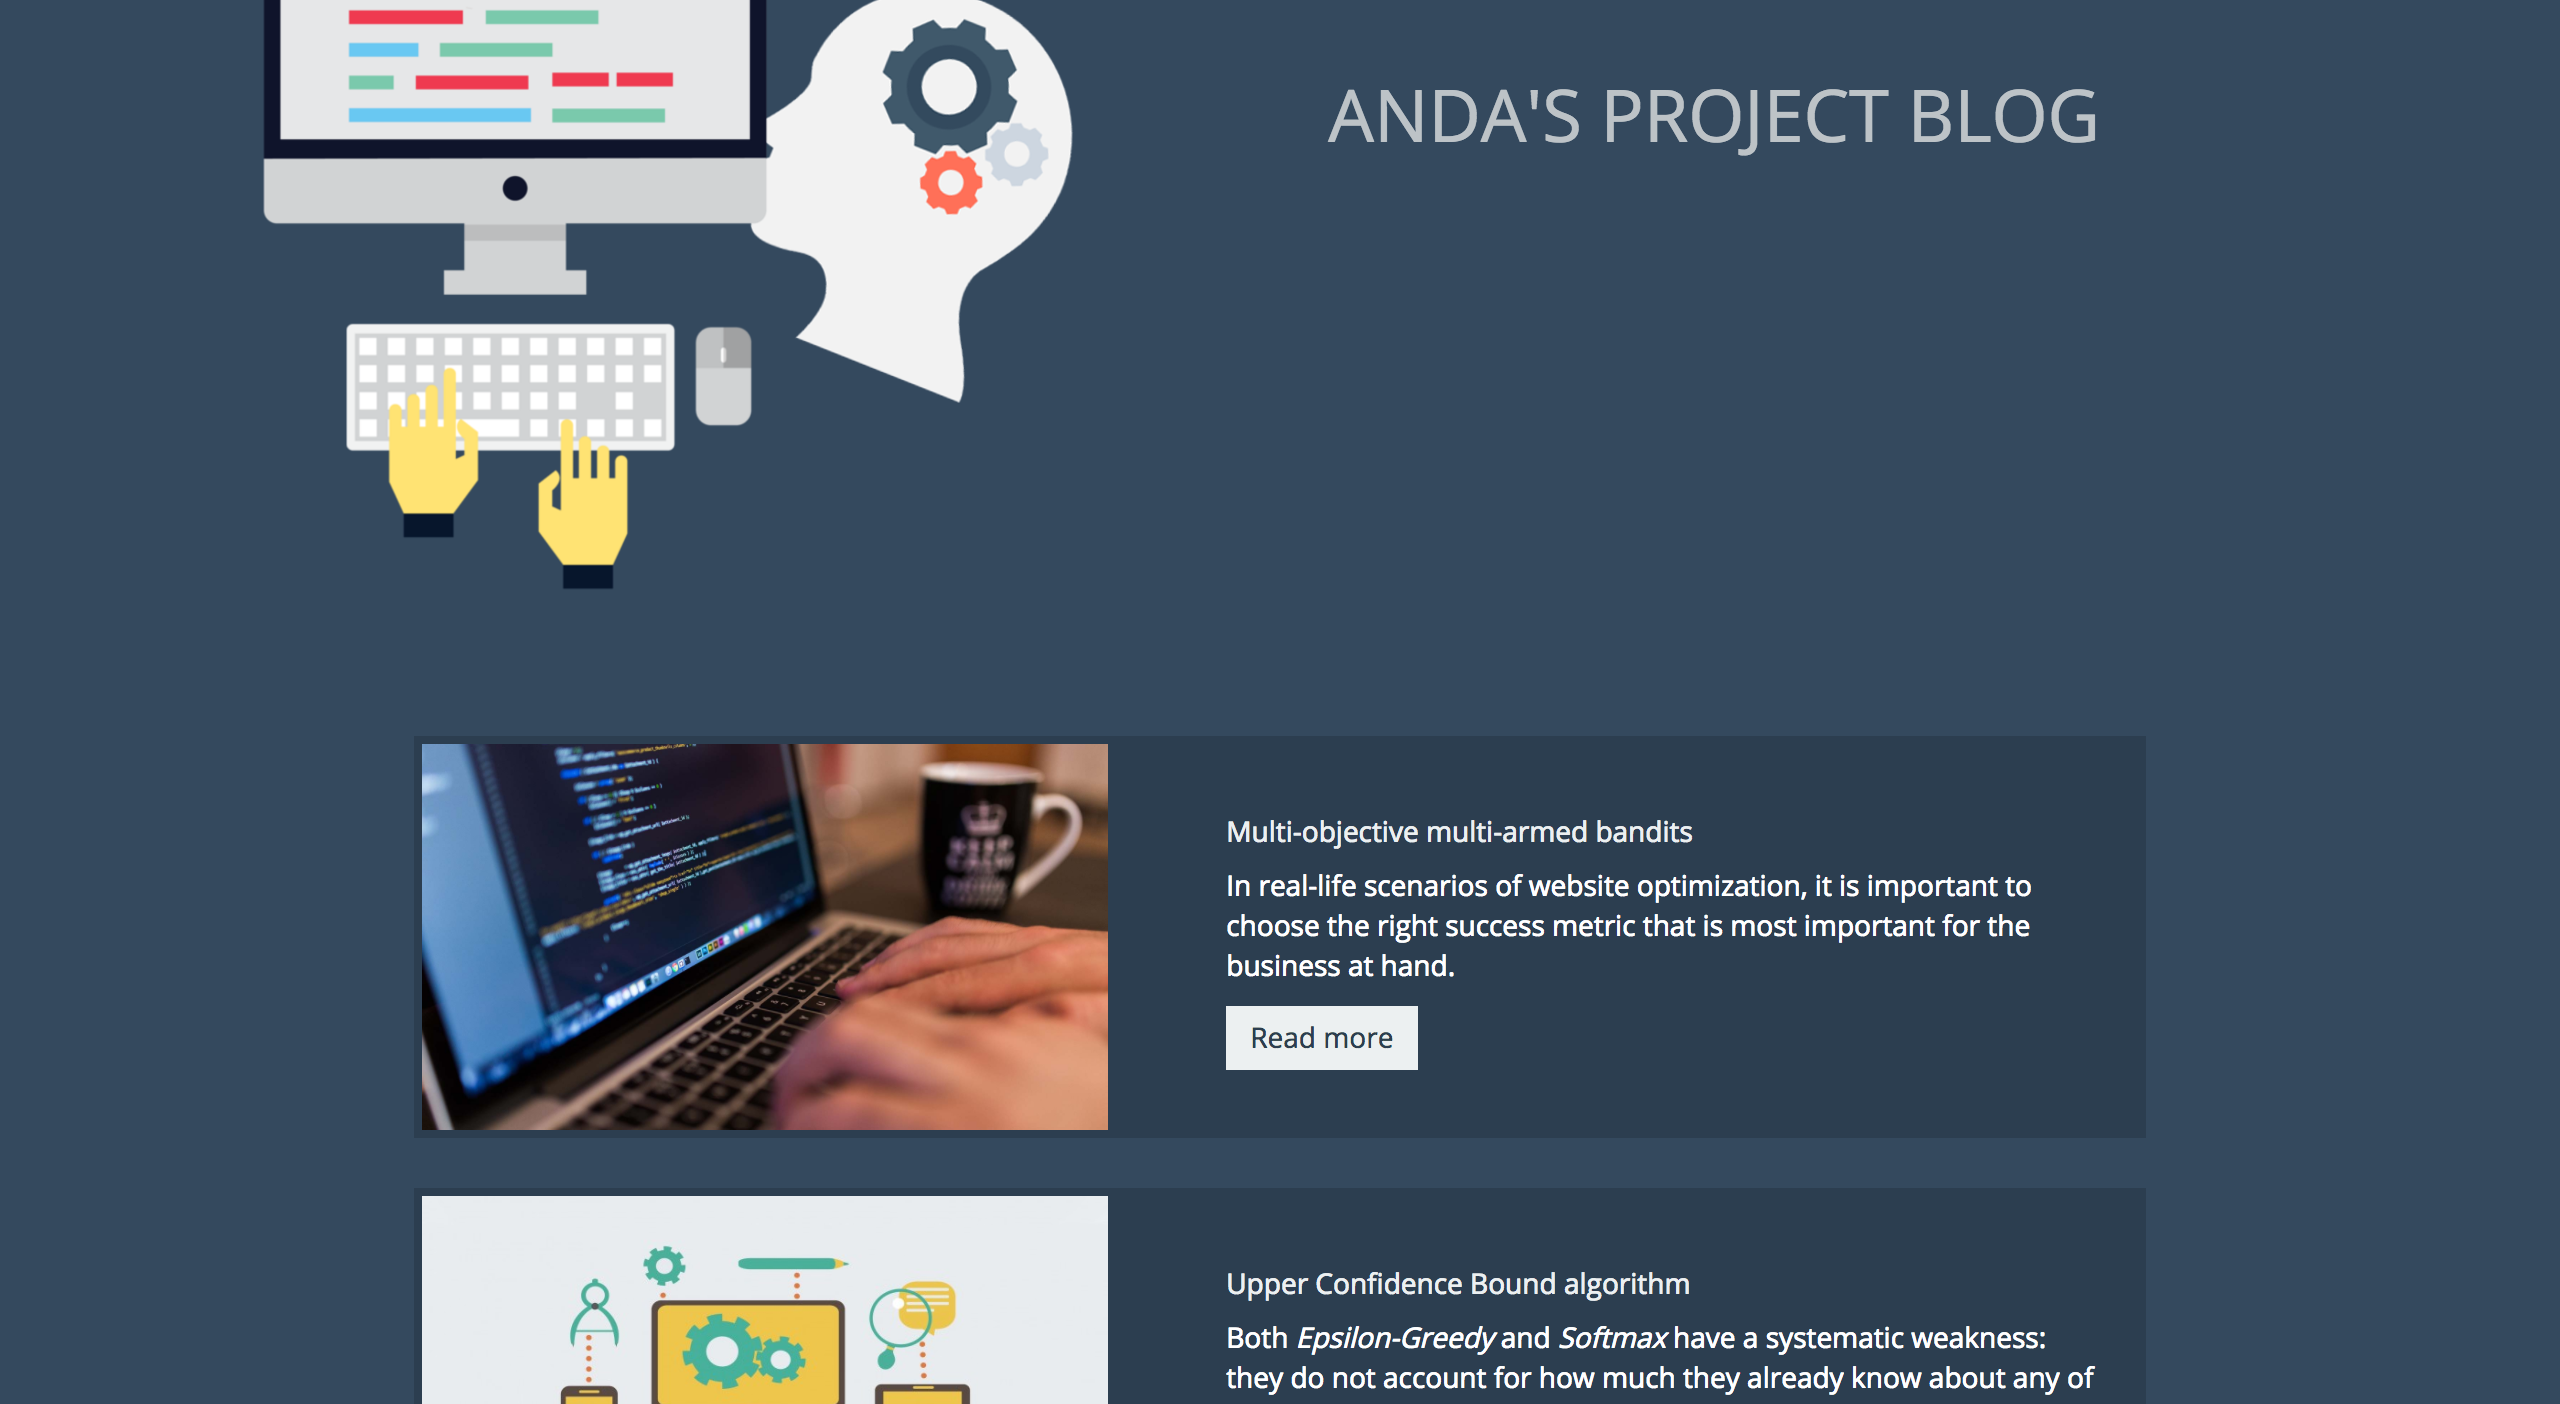 ANDA'S PROJECT BLOG
KEEP
CALM
Multi-objective multi-armed bandits
In real-life scenarios of website optimization, it is important to
choose the right success metric that is most important for the
business at hand.
Read more
Upper Confidence Bound algorithm
Both Epsilon-Greedy and Softmax have a systematic weakness:
they do not account for how much they already know about any of